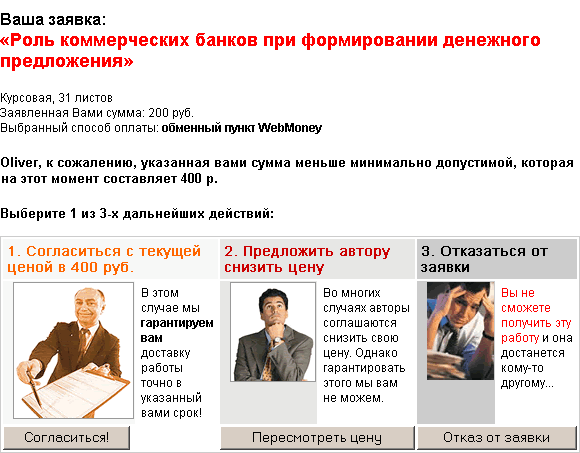 Ваша заявка:
«Роль коммерческих банков при формировании денежного
предложения»
Курсовая, 31 листов
Заявленная Вами сумма: 200 руб.
Выбранный способ оплаты: обменный пункт WebMoney
Oliver, к сожалению, указанная вами сумма меньше минимально допустимой, которая
на этот момент составляет 400 р.
Выберите 1 из 3-х дальнейших действий:
1. Согласиться с текущей
ценой в 400 руб.
В этом
случае мы
гарантируем
вам
доставку
работы
точно в
указанный
вами срок!
Согласиться!
2. Предложить автору
снизить цену
Во многих
случаях авторы
соглашаются
снизить свою
цену. Однако
гарантировать
этого мы вам
не можем.
Пересмотреть цену
3. Отказаться от
заявки
Вы не
сможете
получить эту
работу и она
достанется
кому-то
другому...
Отказ от заявки